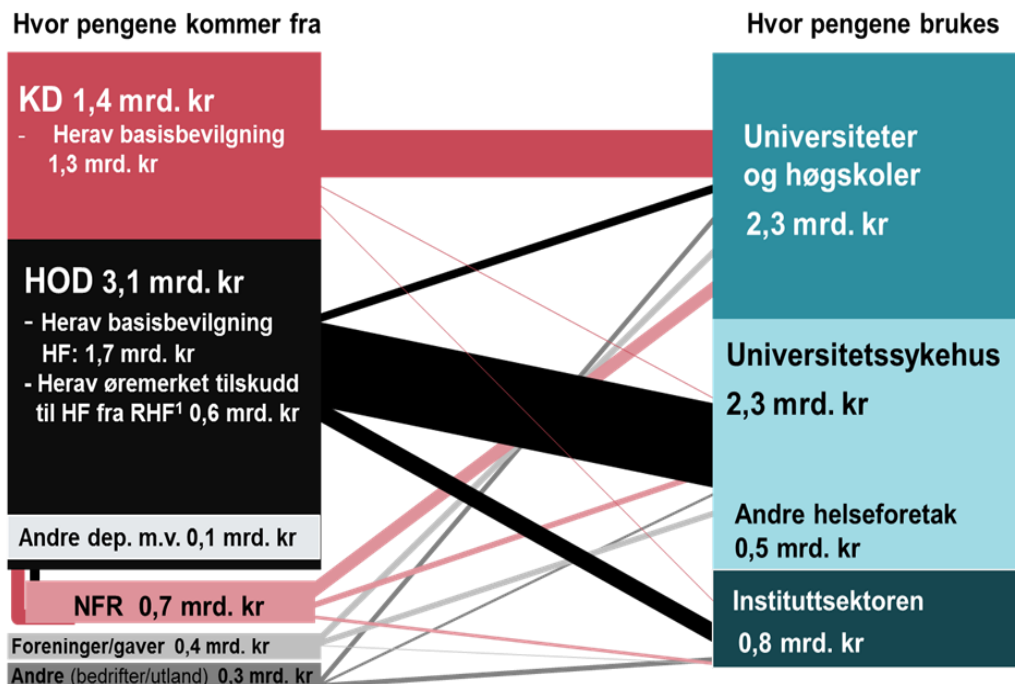 Hvor pengene kommer fra
KD 1,4 mrd. kr
- Herav basisbevilgning
1,3 mrd. kr
HOD 3,1 mrd. kr
- Herav basisbevilgning
HF: 1,7 mrd. kr
- Herav øremerket tilskudd
til HF fra RHF¹ 0,6 mrd. kr
Andre dep. m.v. 0,1 mrd. kr
NFR 0,7 mrd. kr
Foreninger/gaver 0,4 mrd. kr
Andre (bedrifter/utland) 0,3 mrd. kr
Hvor pengene brukes
Universiteter
og høgskoler
2,3 mrd. kr
Universitetssykehus
2,3 mrd. kr
Andre helseforetak
0,5 mrd. kr
Instituttsektoren
0,8 mrd. kr